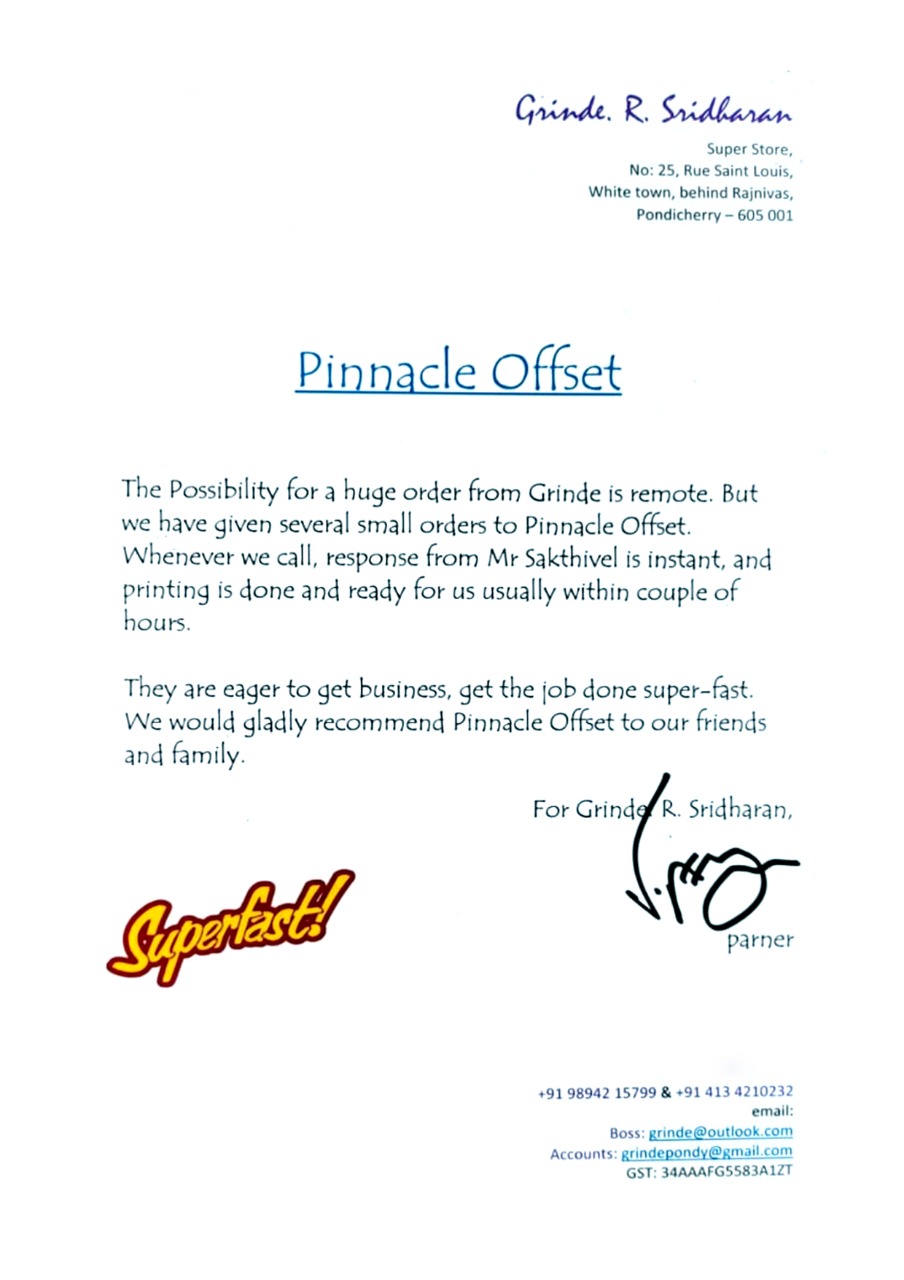 Grinde. R. Sridharan
Super Store,
No: 25, Rue Saint Louis,
White town, behind Rajnivas,
Pondicherry – 605 001
Pinnacle Offset
The Possibility for a huge order from Grinde is remote. But
we have given several small orders to Pinnacle Offset.
Whenever we call, response from Mr Sakthivel is instant, and
printing is done and ready for us usually within couple of
hours.
They are eager to get business, get the job done super-fast.
We would gladly recommend Pinnacle Offset to our friends
and family.
For Grinde R. Sridharan,
Superfast!
parner
+91 98942 15799 & +91 413 4210232
email:
Boss: grinde@outlook.com
Accounts: grindepondy@gmail.com
GST: 34AAAFG5583A1ZT